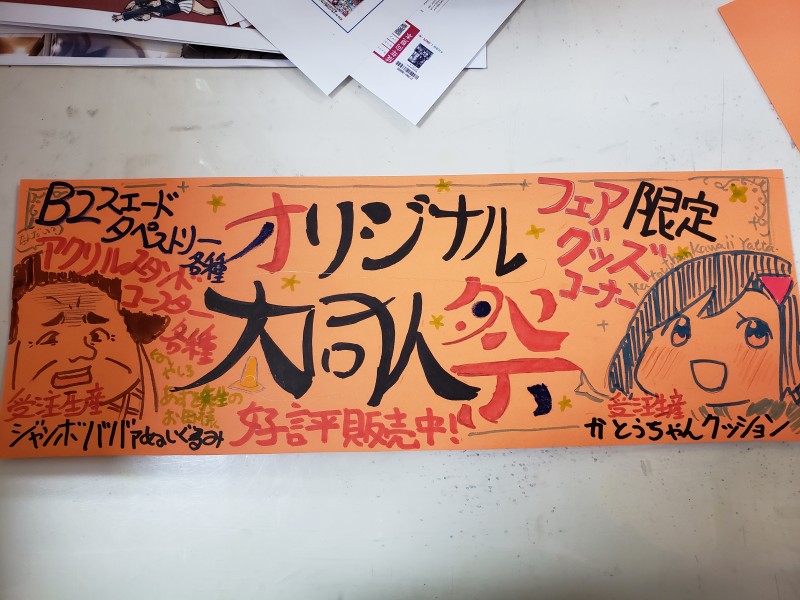 B2スエード
タペストリー
各種
アクリルスタンド
コースター
各種
受注生産
ジャンボババァぬいぐるみ
オリジナル
大同人祭
好評販売中!
フェア限定
グッズ
コーナー
Katochan Kawaii Yatta
受注生産
かとうちゃんクッション